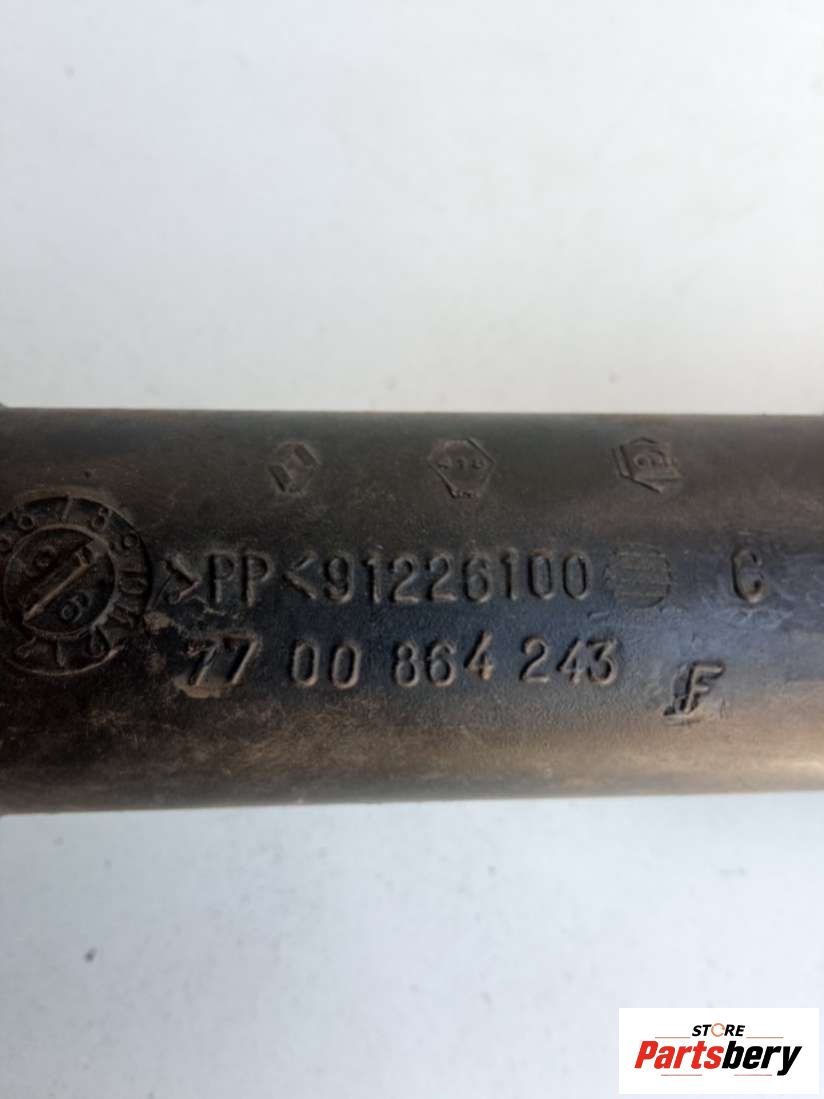 >PP<91226100 C
77 00 864 243 F
STORE
Partsbery